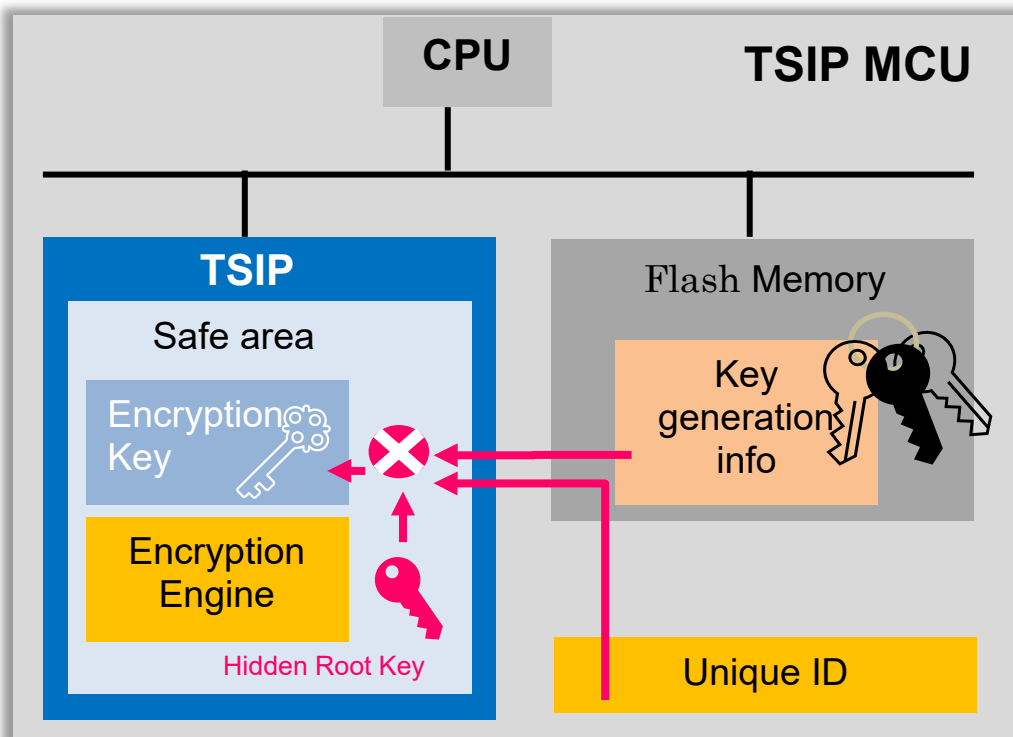 CPU
TSIP MCU
TSIP
Safe area
Encryption
Key
Encryption
Engine
Hidden Root Key
Flash Memory
Key
generation
info
Unique ID